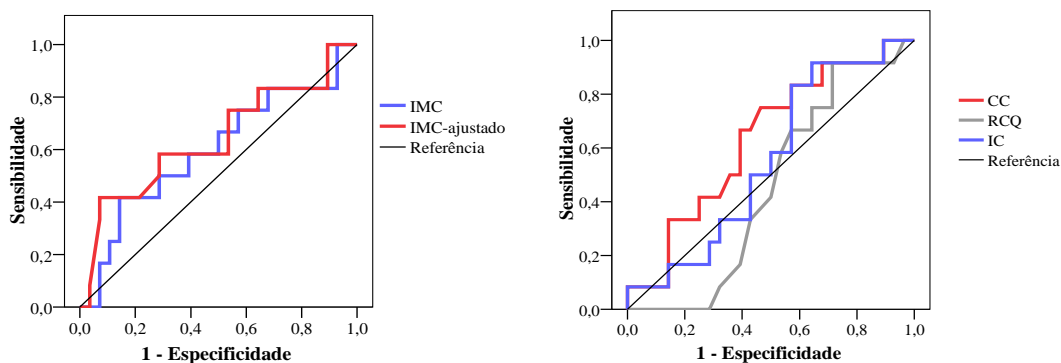 1,0
0,8
0,6
0,4
0,2
0,0
Sensibilidade
0,0 0,2 0,4 0,6 0,8 1,0
1 - Especificidade
IMC
IMC-ajustado
Referência
1,0
0,8
0,6
0,4
0,2
0,0
Sensibilidade
0,0 0,2 0,4 0,6 0,8 1,0
1 - Especificidade
CC
RCQ
IC
Referência